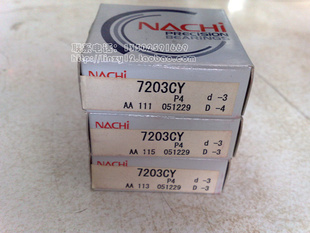 NACHI
PRECISION
BEARINGS
NACHI
7203CY
P4 d -3
AA 111 051229 D -4
NACHI
7203CY
P4 d -3
AA 115 051229 D -3
NACHI
7203CY
P4 d -3
AA 113 051229 D -3